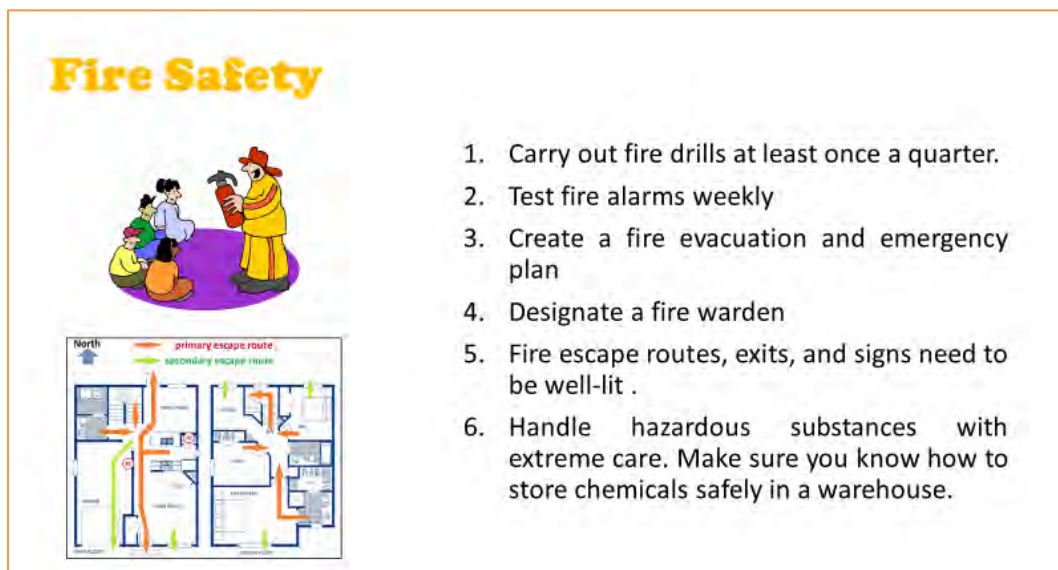 Fire Safety
1. Carry out fire drills at least once a quarter.
2. Test fire alarms weekly
3. Create a fire evacuation and emergency
plan
4. Designate a fire warden
5. Fire escape routes, exits, and signs need to
be well-lit .
6. Handle hazardous substances with
extreme care. Make sure you know how to
store chemicals safely in a warehouse.
North
primary escape route
secondary escape route